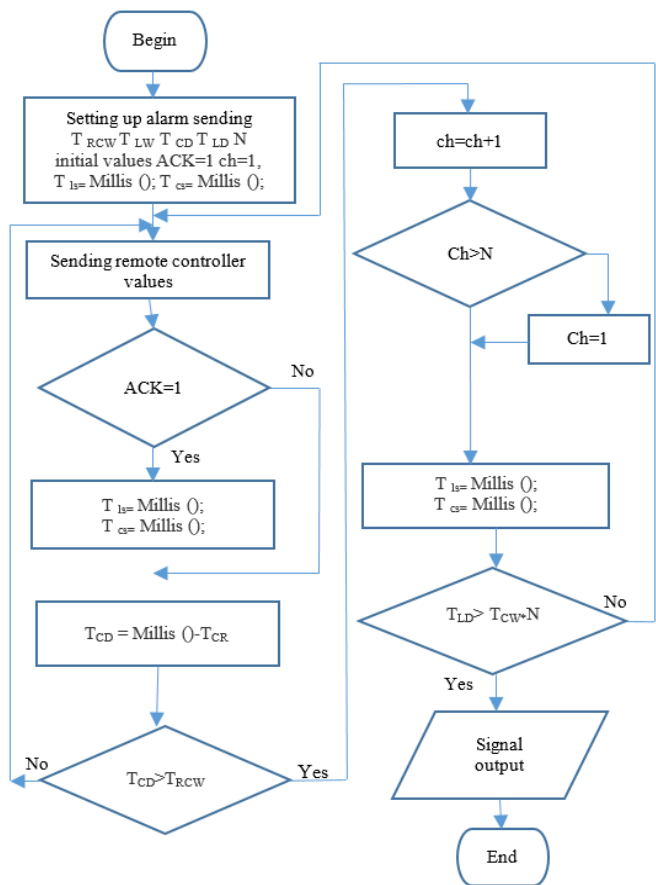 Begin
Setting up alarm sending
T RCW T LW T CD T LD N
initial values ACK=1 ch=1,
T ls= Millis (); T cs= Millis ();
Sending remote controller
values
ACK=1
No
Yes
T ls= Millis ();
T cs= Millis ();
TCD = Millis ()-TCR
TCD>TRCW
No
Yes
ch=ch+1
Ch>N
Ch=1
T ls= Millis ();
T cs= Millis ();
TLD> TCW*N
No
Yes
Signal
output
End